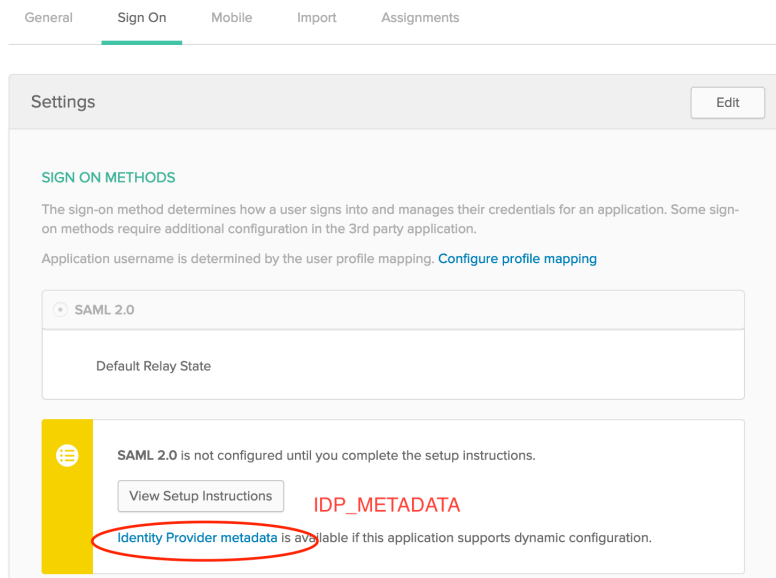 General Sign On Mobile Import Assignments
Settings
Edit
SIGN ON METHODS
The sign-on method determines how a user signs into and manages their credentials for an application. Some sign-
on methods require additional configuration in the 3rd party application.
Application username is determined by the user profile mapping. Configure profile mapping
SAML 2.0
Default Relay State
SAML 2.0 is not configured until you complete the setup instructions.
View Setup Instructions
IDP_METADATA
Identity Provider metadata is available if this application supports dynamic configuration.